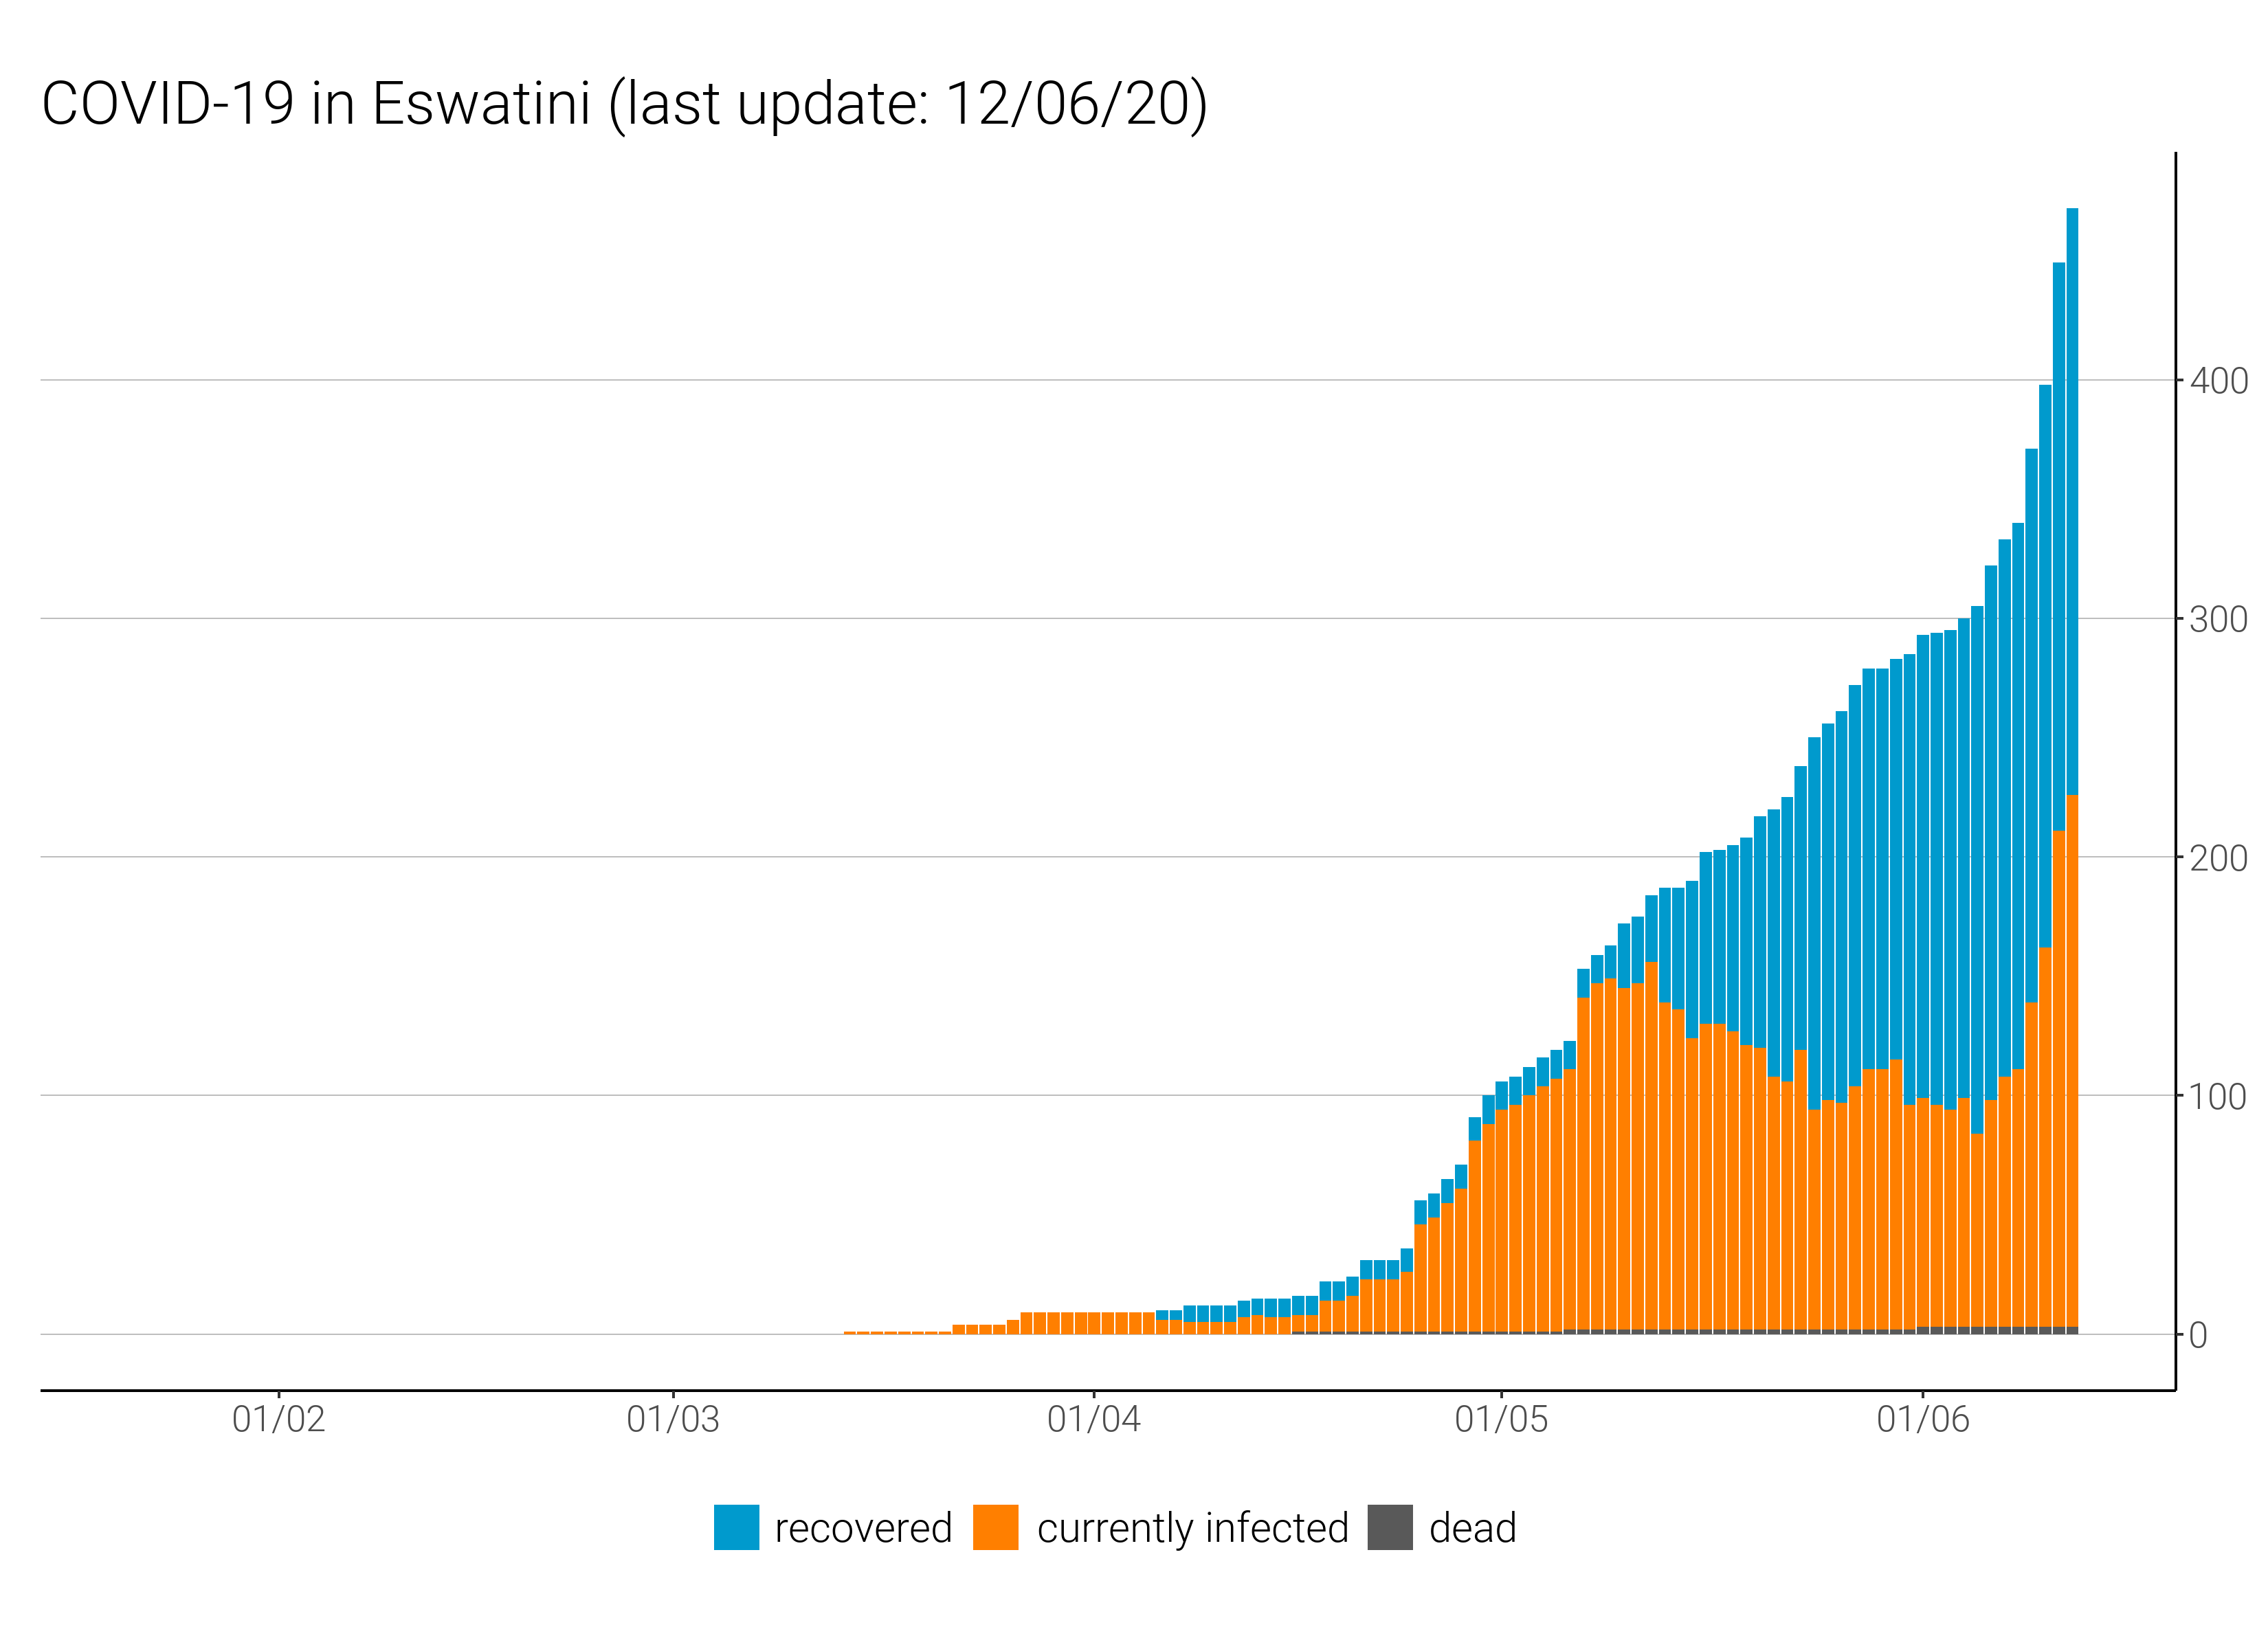 COVID-19 in Eswatini (last update: 12/06/20)
400
300
200
100
0
01/02 01/03 01/04 01/05 01/06
recovered currently infected dead